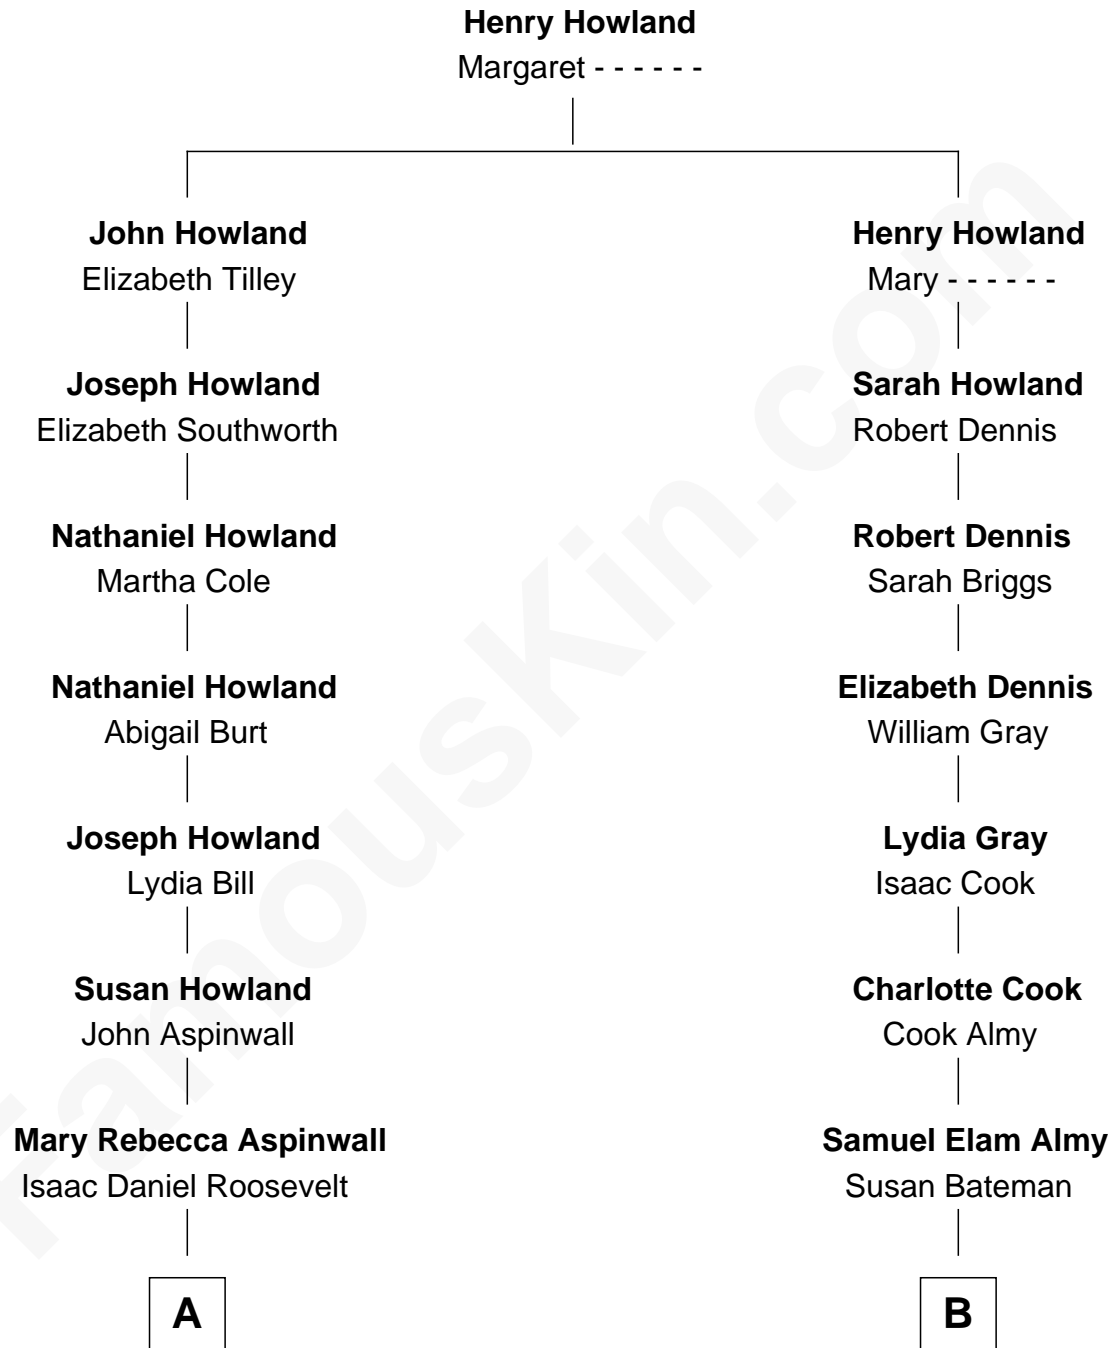 Henry Howland
Margaret - - - - - -
John Howland
Elizabeth Tilley
Henry Howland
Mary - - - - - -
Joseph Howland
Elizabeth Southworth
Sarah Howland
Robert Dennis
Nathaniel Howland
Martha Cole
Robert Dennis
Sarah Briggs
Nathaniel Howland
Abigail Burt
Elizabeth Dennis
William Gray
Joseph Howland
Lydia Bill
Lydia Gray
Isaac Cook
Susan Howland
John Aspinwall
Charlotte Cook
Cook Almy
Mary Rebecca Aspinwall
Isaac Daniel Roosevelt
Samuel Elam Almy
Susan Bateman
A
B
FamousKin.com